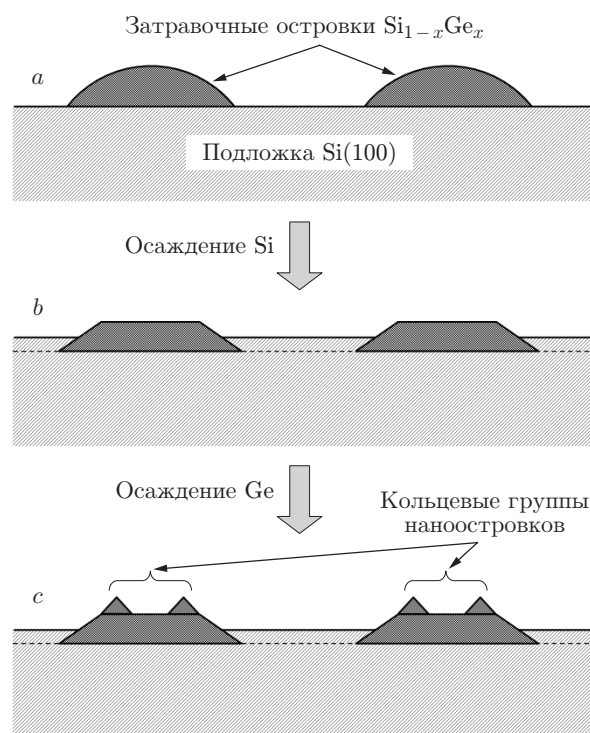 Затравочные островки Si₁₋ₓGeₓ
a
Подложка Si(100)
Осаждение Si
b
Осаждение Ge
Кольцевые группы
наноостровков
c